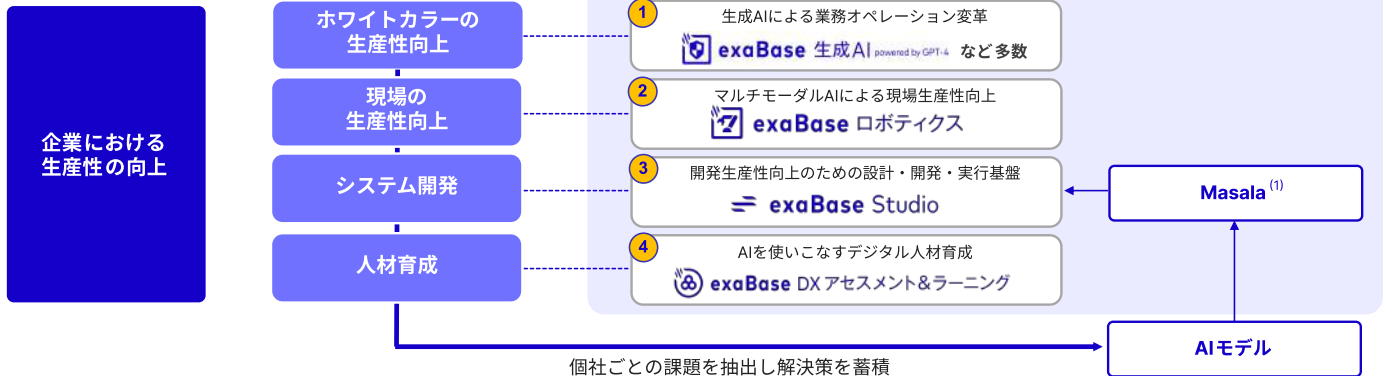 企業における
生産性の向上
ホワイトカラーの
生産性向上
現場の
生産性向上
システム開発
人材育成
1
生成AIによる業務オペレーション変革
exaBase 生成AI powered by GPT-4 など多数
2
マルチモーダルAIによる現場生産性向上
exaBase ロボティクス
3
開発生産性向上のための設計・開発・実行基盤
exaBase Studio
4
AIを使いこなすデジタル人材育成
exaBase DXアセスメント&ラーニング
Masala(1)
AIモデル
個社ごとの課題を抽出し解決策を蓄積